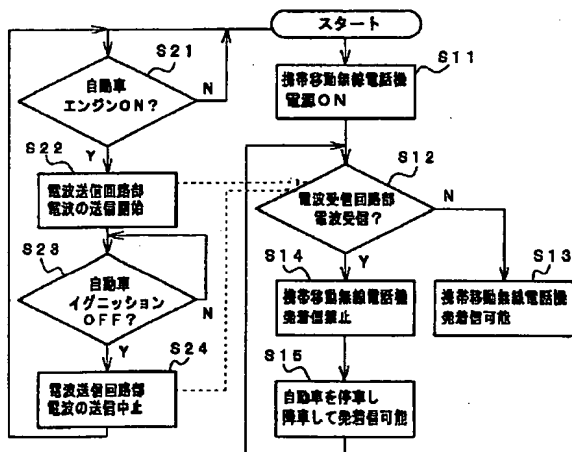 スタート
S21
自動車
エンジンON?
N
Y
S22
電波送信回路部
電波の送信開始
S23
自動車
イグニッション
OFF?
N
Y
S24
電波送信回路部
電波の送信中止
S11
携帯移動無線電話機
電源ON
S12
電波受信回路部
電波受信?
N
Y
S14
携帯移動無線電話機
発着信禁止
S13
携帯移動無線電話機
発着信可能
S15
自動車を停車し
降車して発着信可能